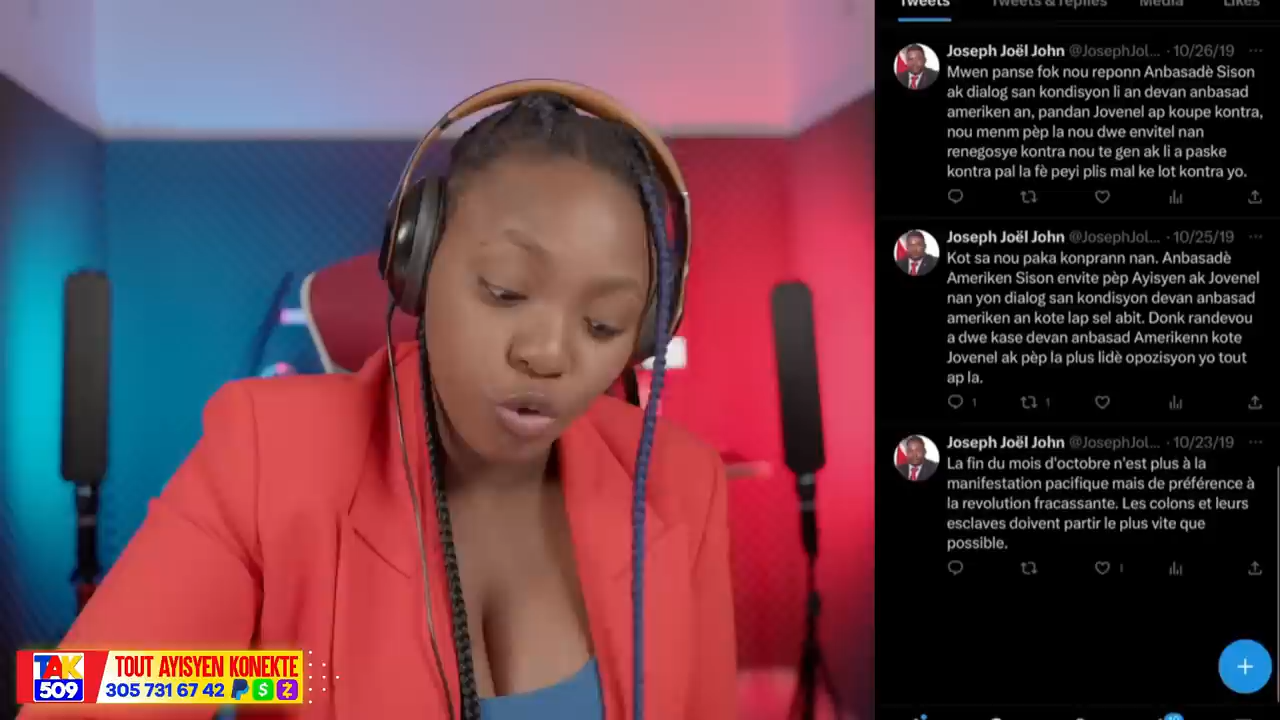 Tweets Tweets & replies Media Likes
Joseph Joël John @JosephJol... · 10/26/19
Mwen panse fok nou reponn Anbasadè Sison
ak dialog san kondisyon li an devan anbasad
ameriken an, pandan Jovenel ap koupe kontra,
nou menm pèp la nou dwe envitel nan
renegosye kontra nou te gen ak li a paske
kontra pal la fè peyi plis mal ke lot kontra yo.
Joseph Joël John @JosephJol... · 10/25/19
Kot sa nou paka konprann nan. Anbasadè
Ameriken Sison envite pèp Ayisyen ak Jovenel
nan yon dialog san kondisyon devan anbasad
ameriken an kote lap sel abit. Donk randevou
a dwe kase devan anbasad Amerikenn kote
Jovenel ak pèp la plus lidè opozisyon yo tout
ap la.
1 1
Joseph Joël John @JosephJol... · 10/23/19
La fin du mois d'octobre n'est plus à la
manifestation pacifique mais de préférence à
la revolution fracassante. Les colons et leurs
esclaves doivent partir le plus vite que
possible.
1
TAK
509
TOUT AYISYEN KONEKTE
305 731 67 42